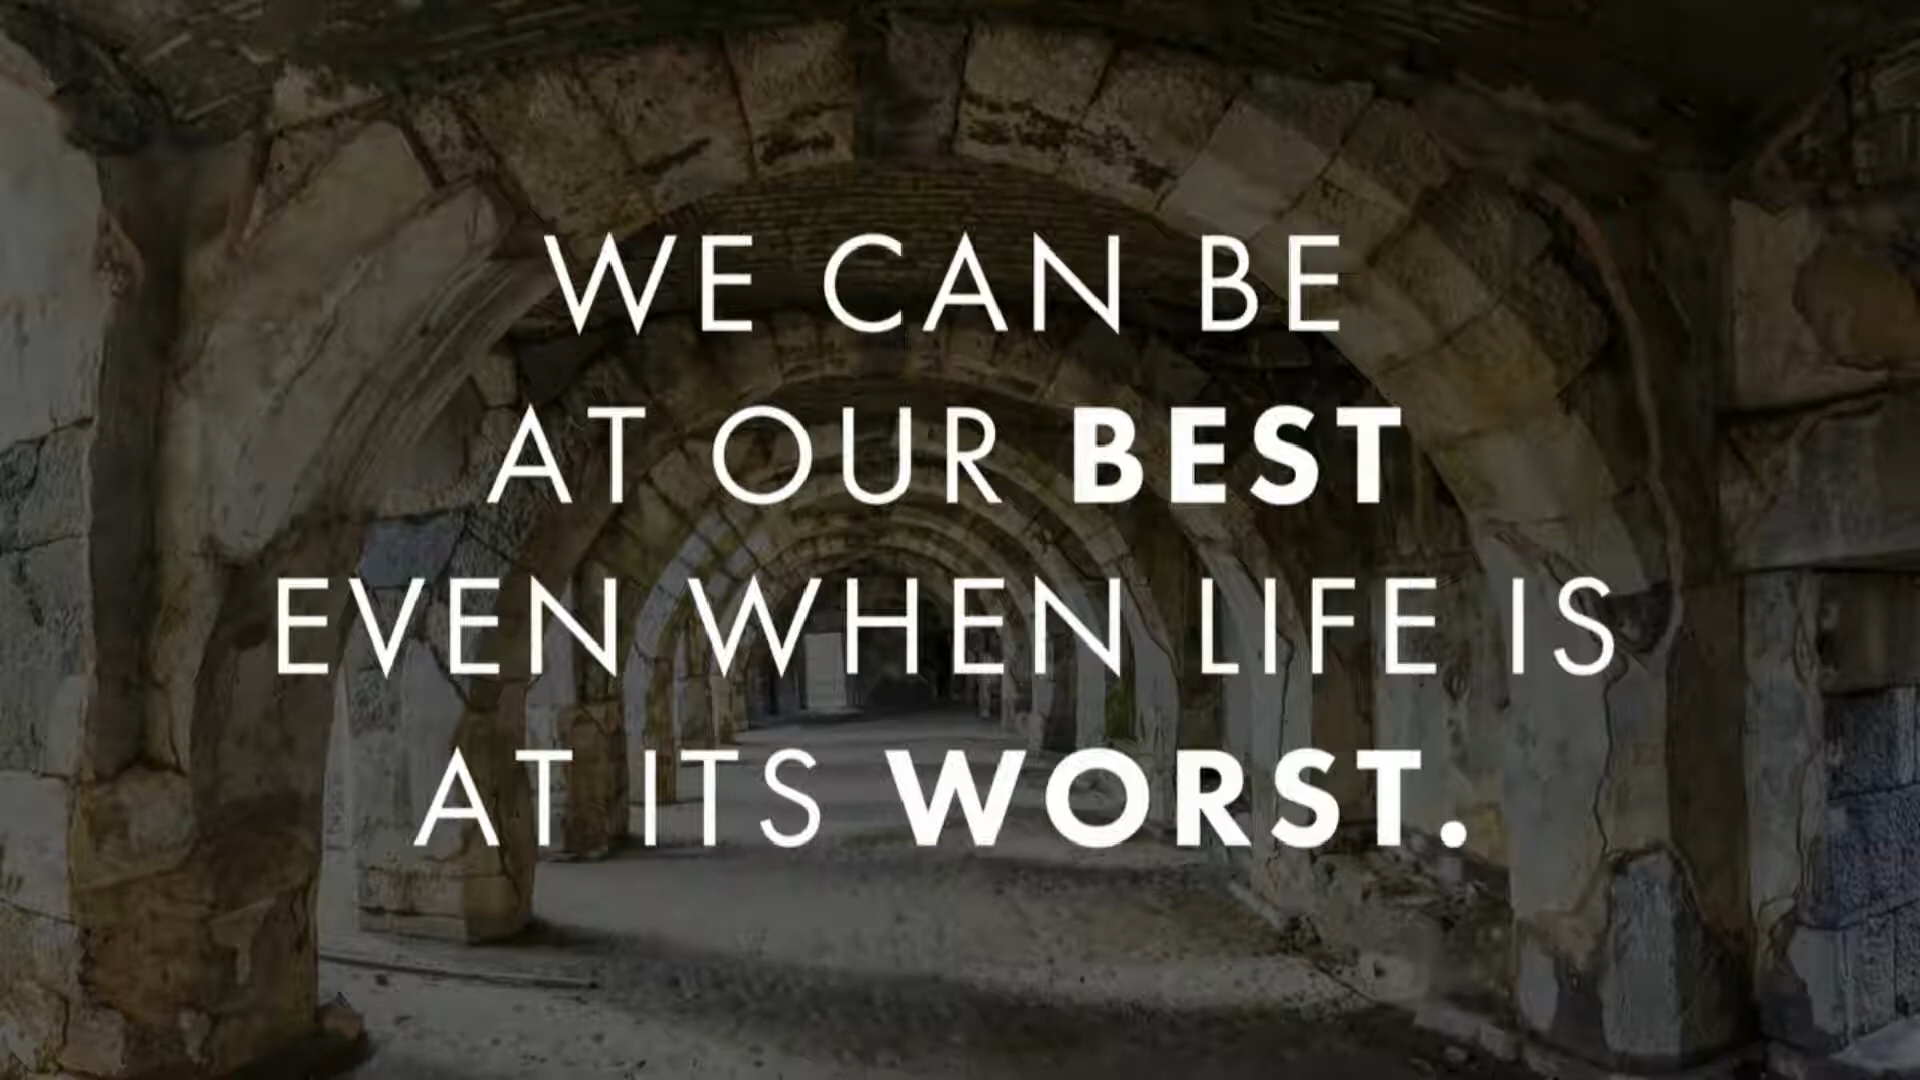 WE CAN BE
AT OUR BEST
EVEN WHEN LIFE IS
AT ITS WORST.